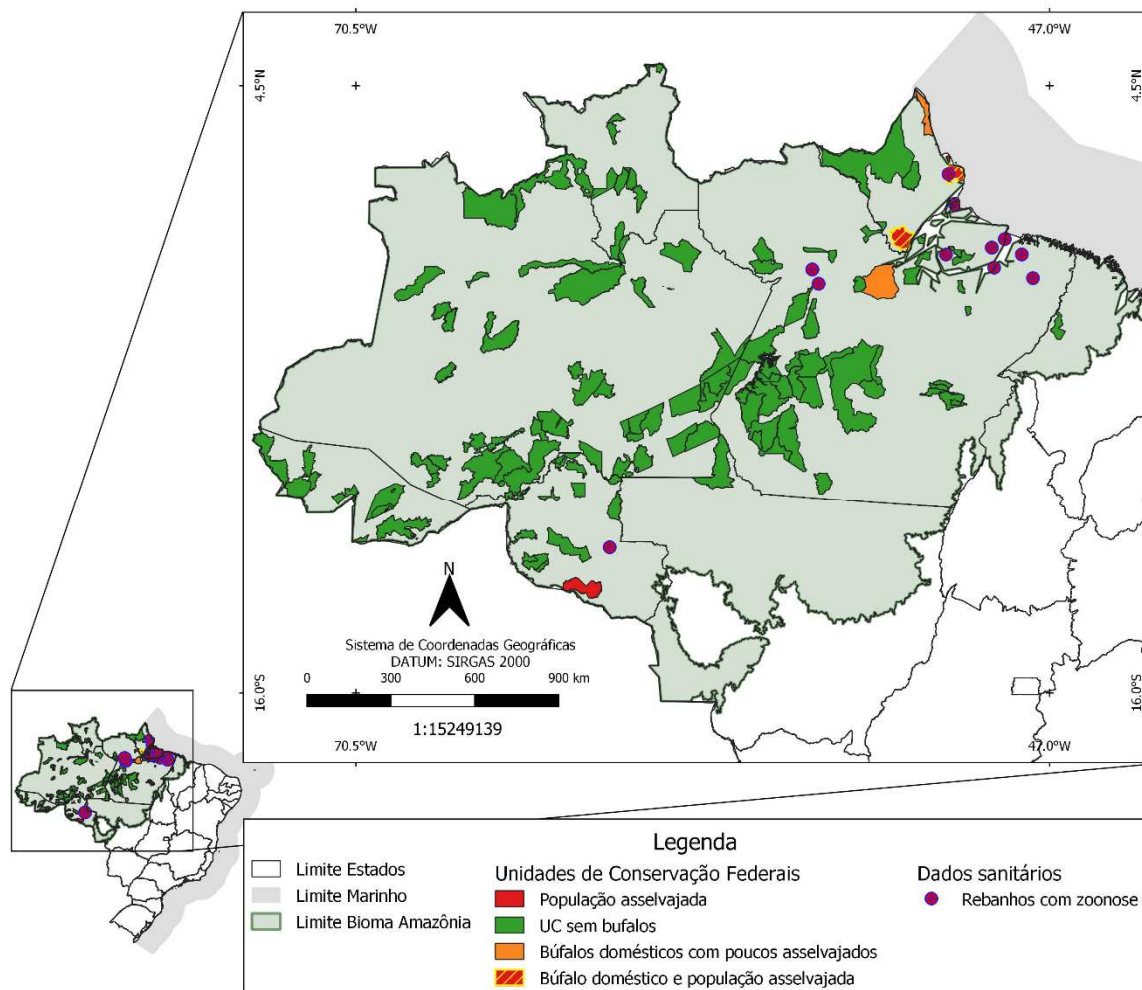 70.5°W
47.0°W
4.5°N
4.5°N
N
Sistema de Coordenadas Geográficas
DATUM: SIRGAS 2000
0 300 600 900 km
1:15249139
16.0°S
16.0°S
70.5°W
47.0°W
Legenda
Limite Estados
Limite Marinho
Limite Bioma Amazônia
Unidades de Conservação Federais
População asselvajada
UC sem bufalos
Búfalos domésticos com poucos asselvajados
Búfalo doméstico e população asselvajada
Dados sanitários
Rebanhos com zoonose